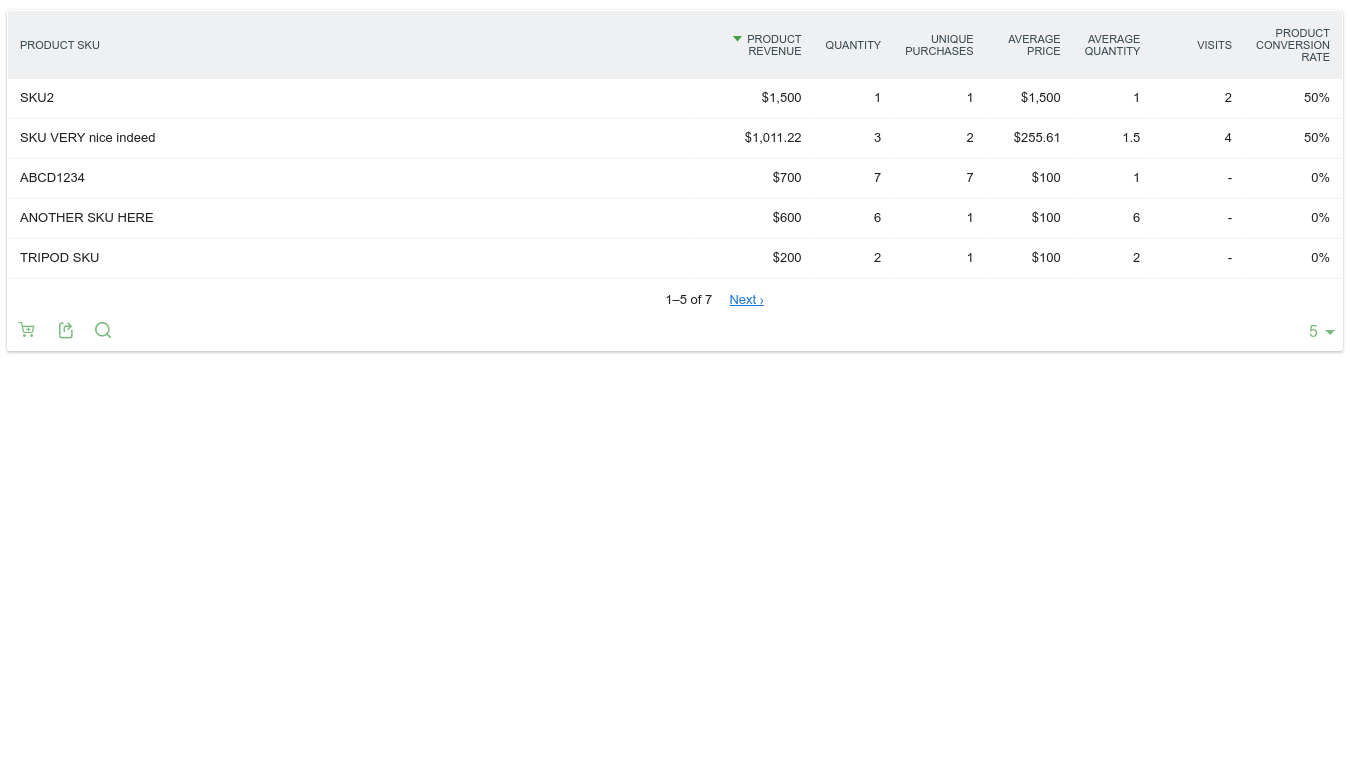 PRODUCT SKU PRODUCT REVENUE QUANTITY UNIQUE PURCHASES AVERAGE PRICE AVERAGE QUANTITY VISITS PRODUCT CONVERSION RATE
SKU2 $1,500 1 1 $1,500 1 2 50%
SKU VERY nice indeed $1,011.22 3 2 $255.61 1.5 4 50%
ABCD1234 $700 7 7 $100 1 - 0%
ANOTHER SKU HERE $600 6 1 $100 6 - 0%
TRIPOD SKU $200 2 1 $100 2 - 0%
1–5 of 7 Next ›
5